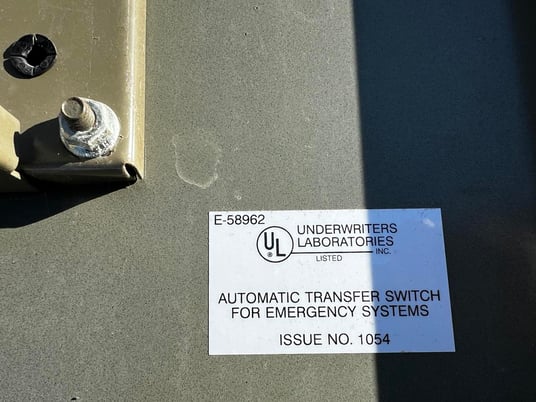 E-58962
UL
®
UNDERWRITERS
LABORATORIES
INC.
LISTED
AUTOMATIC TRANSFER SWITCH
FOR EMERGENCY SYSTEMS
ISSUE NO. 1054